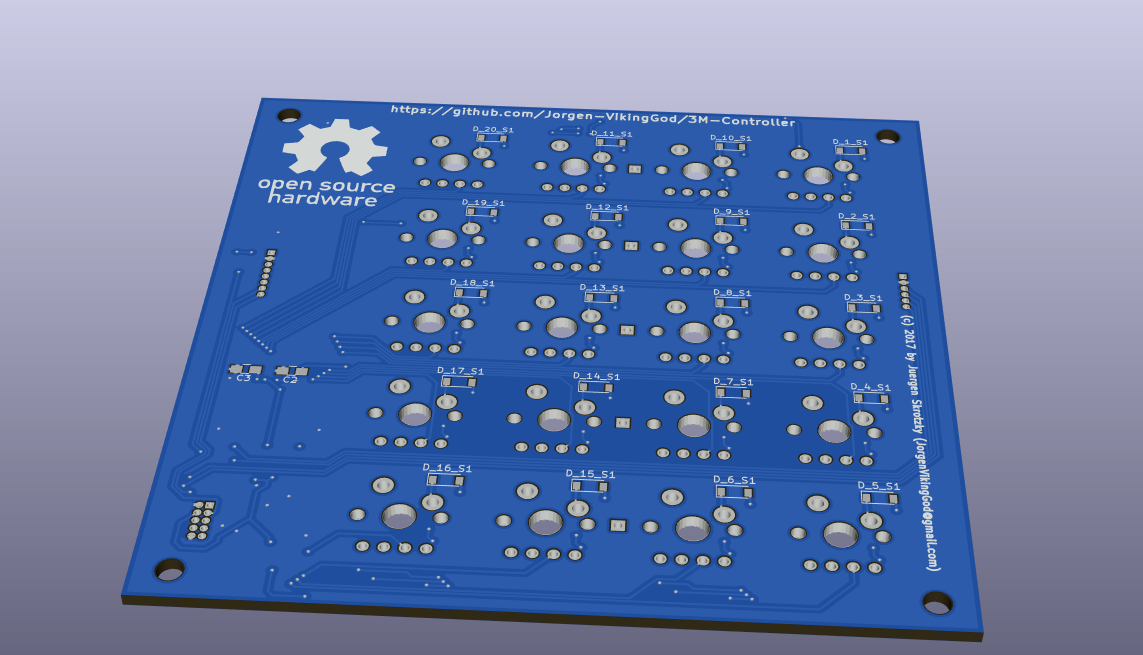 https://github.com/Jorgen-VikingGod/3M-Controller
open source
hardware
D_20_S1
D_11_S1
D_10_S1
D_1_S1
D_19_S1
D_12_S1
D_9_S1
D_2_S1
D_18_S1
D_13_S1
D_8_S1
D_3_S1
D_17_S1
D_14_S1
D_7_S1
D_4_S1
C3
C2
D_16_S1
D_15_S1
D_6_S1
D_5_S1
(c) 2017 by Juergen Skrotzky (JorgenVikingGod@gmail.com)